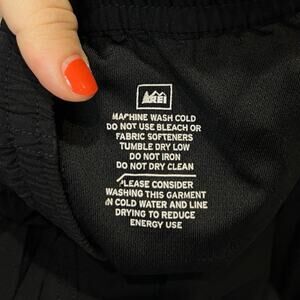 REI
MACHINE WASH COLD
DO NOT USE BLEACH OR
FABRIC SOFTENERS
TUMBLE DRY LOW
DO NOT IRON
DO NOT DRY CLEAN
PLEASE CONSIDER
WASHING THIS GARMENT
IN COLD WATER AND LINE
DRYING TO REDUCE
ENERGY USE